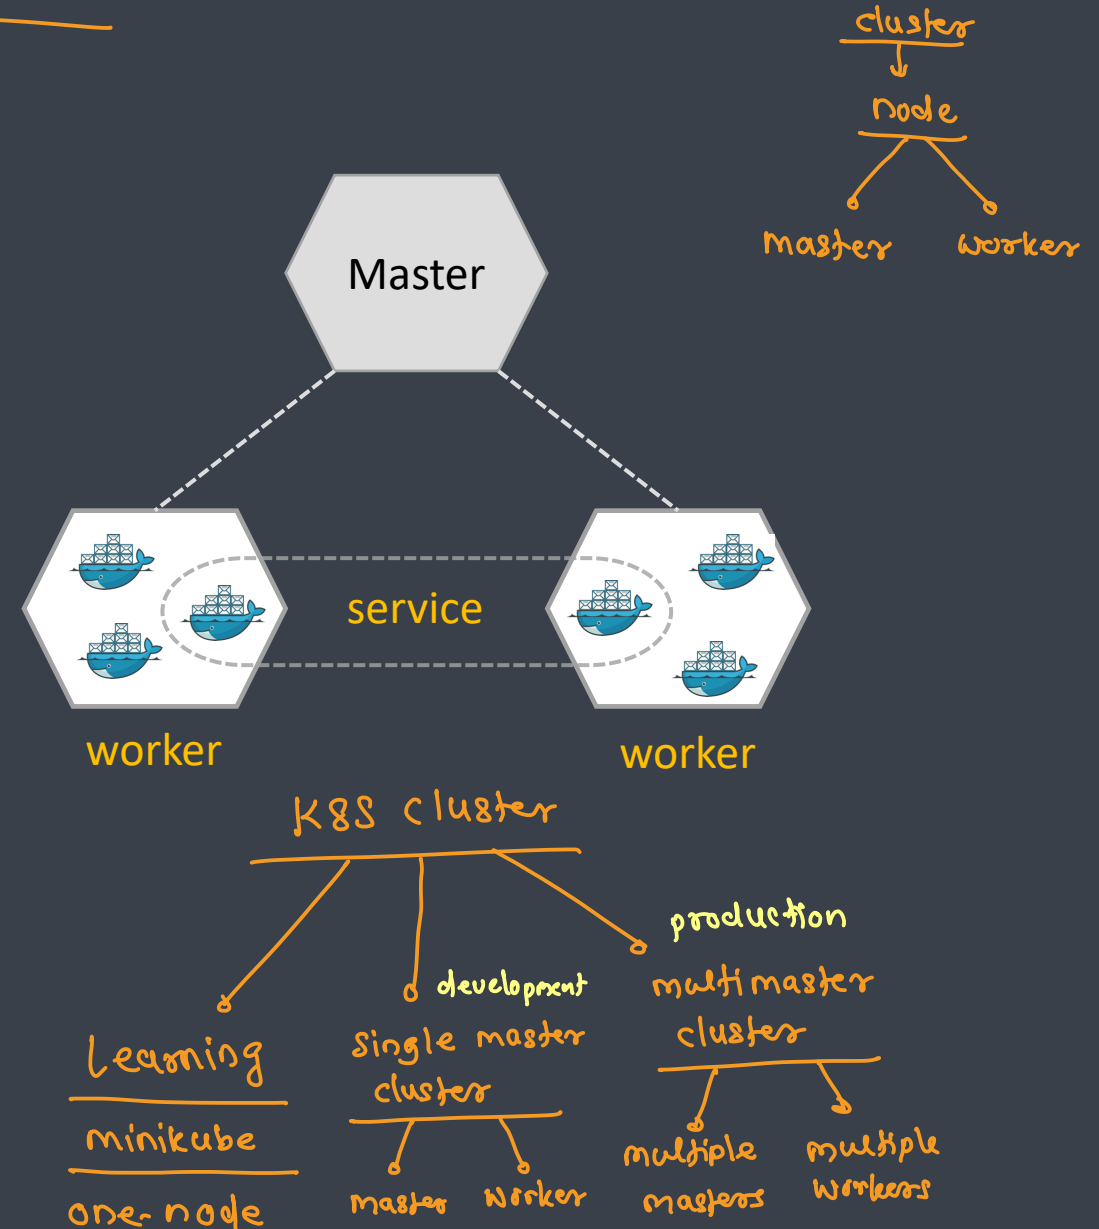 cluster
node
master worker
Master
service
worker
worker
K8S cluster
production
development
multimaster
cluster
Learning
single master
cluster
minikube
multiple
masters
multiple
workers
one-node
master worker